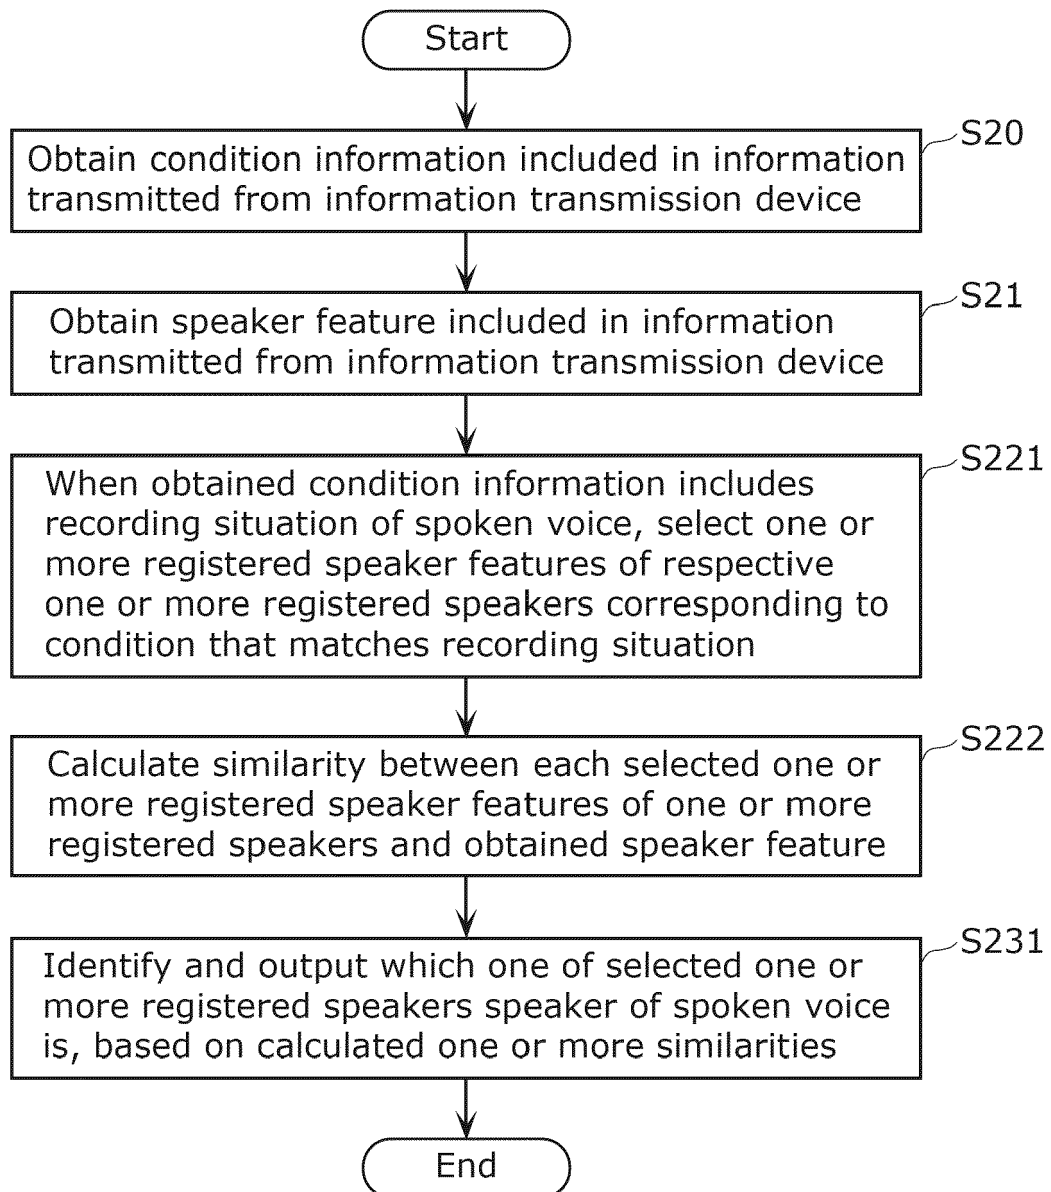 Start
S20
Obtain condition information included in information
transmitted from information transmission device
S21
Obtain speaker feature included in information
transmitted from information transmission device
S221
When obtained condition information includes
recording situation of spoken voice, select one or
more registered speaker features of respective
one or more registered speakers corresponding to
condition that matches recording situation
S222
Calculate similarity between each selected one or
more registered speaker features of one or more
registered speakers and obtained speaker feature
S231
Identify and output which one of selected one or
more registered speakers speaker of spoken voice
is, based on calculated one or more similarities
End